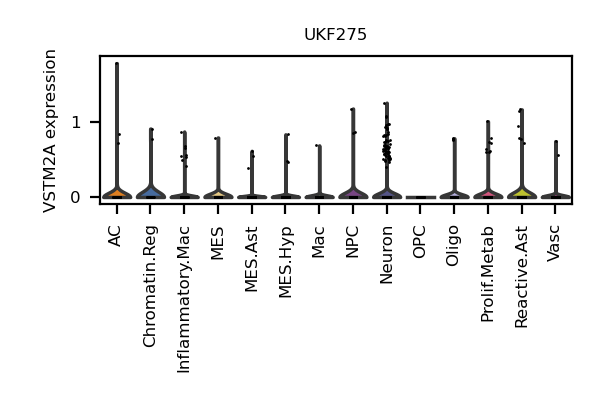 UKF275
VSTM2A expression
1
0
AC
Chromatin.Reg
Inflammatory.Mac
MES
MES.Ast
MES.Hyp
Mac
NPC
Neuron
OPC
Oligo
Prolif.Metab
Reactive.Ast
Vasc